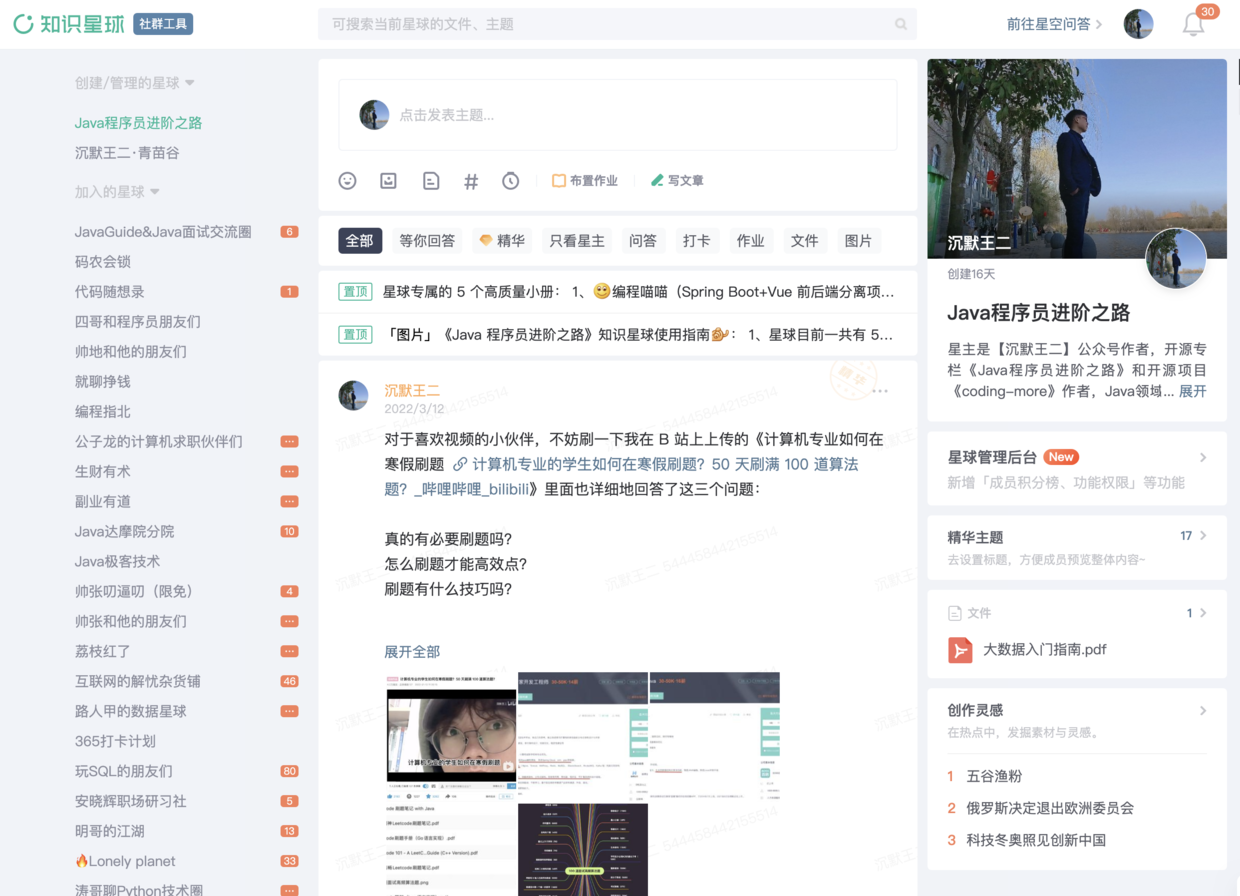 知识星球 社群工具
可搜索当前星球的文件、主题
前往星空问答
30
创建/管理的星球
Java程序员进阶之路
沉默王二·青苗谷
加入的星球
JavaGuide&Java面试交流圈 6
码农会锁
代码随想录 1
四哥和程序员朋友们
帅地和他的朋友们
就聊挣钱
编程指北
公子龙的计算机求职伙伴们
生财有术
副业有道
Java达摩院分院 10
Java极客技术
帅张叨逼叨（限免） 4
帅张和他的朋友们
荔枝红了
互联网的解忧杂货铺 46
路人甲的数据星球
365打卡计划
玩SQL的朋友们 80
安晓辉职场研习社 5
明哥的江湖 13
🔥Lonely planet 33
涛哥聊Python技术圈
点击发表主题...
布置作业
写文章
全部 等你回答 精华 只看星主 问答 打卡 作业 文件 图片
置顶 星球专属的 5 个高质量小册： 1、😊编程喵喵（Spring Boot+Vue 前后端分离项...
置顶 「图片」《Java 程序员进阶之路》知识星球使用指南： 1、星球目前一共有 5...
沉默王二
2022/3/12
精华
对于喜欢视频的小伙伴，不妨刷一下我在 B 站上上传的《计算机专业如何在
寒假刷题 计算机专业的学生如何在寒假刷题？50 天刷满 100 道算法
题？_哔哩哔哩_bilibili》里面也详细地回答了这三个问题：
真的有必要刷题吗？
怎么刷题才能高效点？
刷题有什么技巧吗？
展开全部
计算机专业的学生如何在寒假刷题
沉默王二 544458442155514
沉默王二
创建16天
Java程序员进阶之路
星主是【沉默王二】公众号作者，开源专
栏《Java程序员进阶之路》和开源项目
《coding-more》作者，Java领域... 展开
星球管理后台 New
新增「成员积分榜、功能权限」等功能
精华主题 17
去设置标题，方便成员预览整体内容~
文件 1
大数据入门指南.pdf
创作灵感
在热点中，发掘素材与灵感。
1 五谷渔粉
2 俄罗斯决定退出欧洲委员会
3 科技冬奥照见创新中国